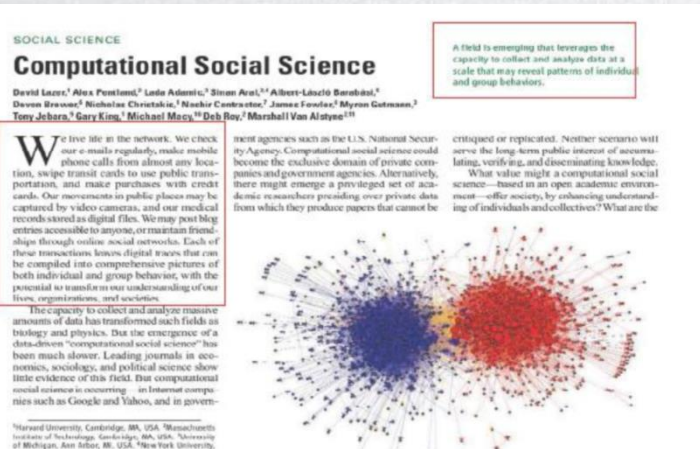 SOCIAL SCIENCE
Computational Social Science
David Lazer,¹ Alex Pentland,² Lada Adamic,³ Sinan Aral,²,⁴ Albert-László Barabási,⁵
Devon Brewer,⁶ Nicholas Christakis,¹ Noshir Contractor,⁷ James Fowler,⁸ Myron Gutmann,³
Tony Jebara,⁹ Gary King,¹ Michael Macy,¹⁰ Deb Roy,² Marshall Van Alstyne²,¹¹
A field is emerging that leverages the
capacity to collect and analyze data at a
scale that may reveal patterns of individual
and group behaviors.
We live life in the network. We check
our e-mails regularly, make mobile
phone calls from almost any loca-
tion, swipe transit cards to use public trans-
portation, and make purchases with credit
cards. Our movements in public places may be
captured by video cameras, and our medical
records stored as digital files. We may post blog
entries accessible to anyone, or maintain friend-
ships through online social networks. Each of
these transactions leaves digital traces that can
be compiled into comprehensive pictures of
both individual and group behavior, with the
potential to transform our understanding of our
lives, organizations, and societies.
The capacity to collect and analyze massive
amounts of data has transformed such fields as
biology and physics. But the emergence of a
data-driven "computational social science" has
been much slower. Leading journals in eco-
nomics, sociology, and political science show
little evidence of this field. But computational
social science is occurring in Internet compa-
nies such as Google and Yahoo, and in govern-
ment agencies such as the U.S. National Secur-
ity Agency. Computational social science could
become the exclusive domain of private com-
panies and government agencies. Alternatively,
there might emerge a privileged set of aca-
demic researchers presiding over private data
from which they produce papers that cannot be
critiqued or replicated. Neither scenario will
serve the long-term public interest of accumu-
lating, verifying, and disseminating knowledge.
What value might a computational social
science—based in an open academic environ-
ment—offer society, by enhancing understand-
ing of individuals and collectives? What are the
¹Harvard University, Cambridge, MA, USA. ²Massachusetts
Institute of Technology, Cambridge, MA, USA. ³University
of Michigan, Ann Arbor, MI, USA. ⁴New York University,